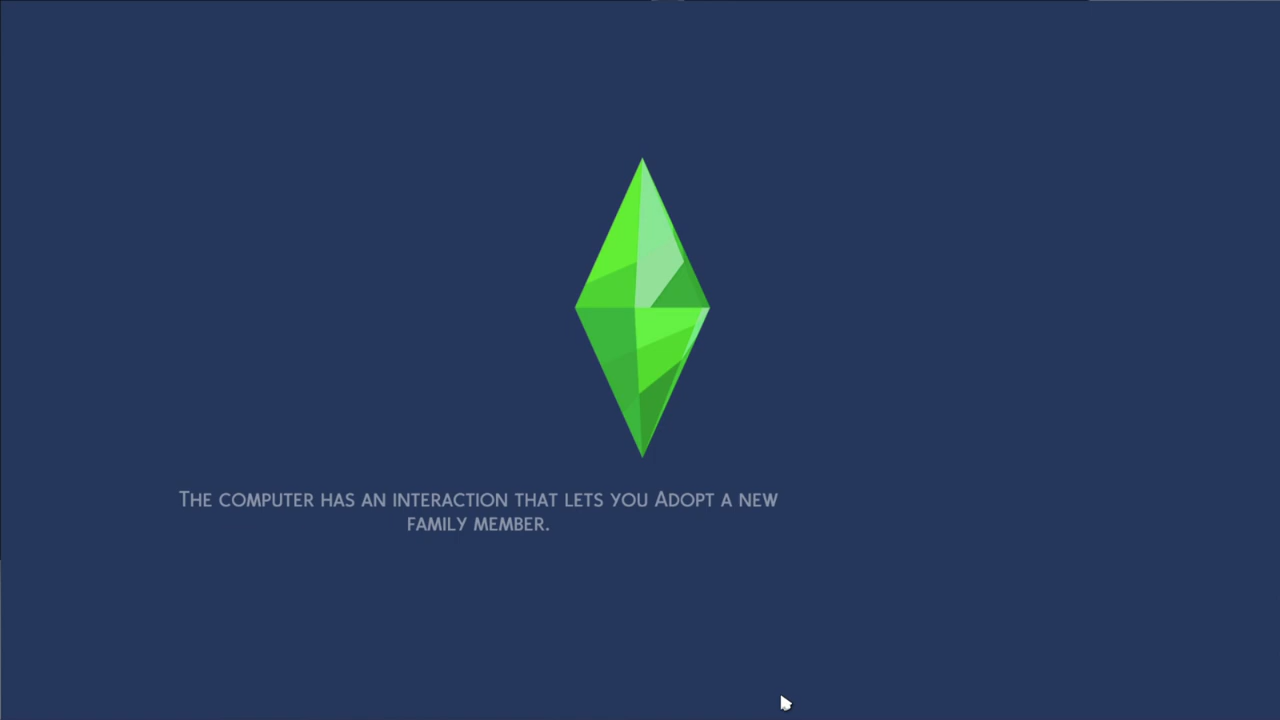 The computer has an interaction that lets you Adopt a new
family member.